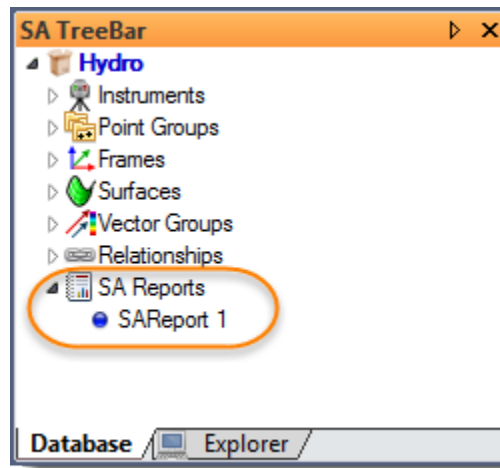 SA TreeBar
Hydro
Instruments
Point Groups
Frames
Surfaces
Vector Groups
Relationships
SA Reports
SAReport 1
Database Explorer